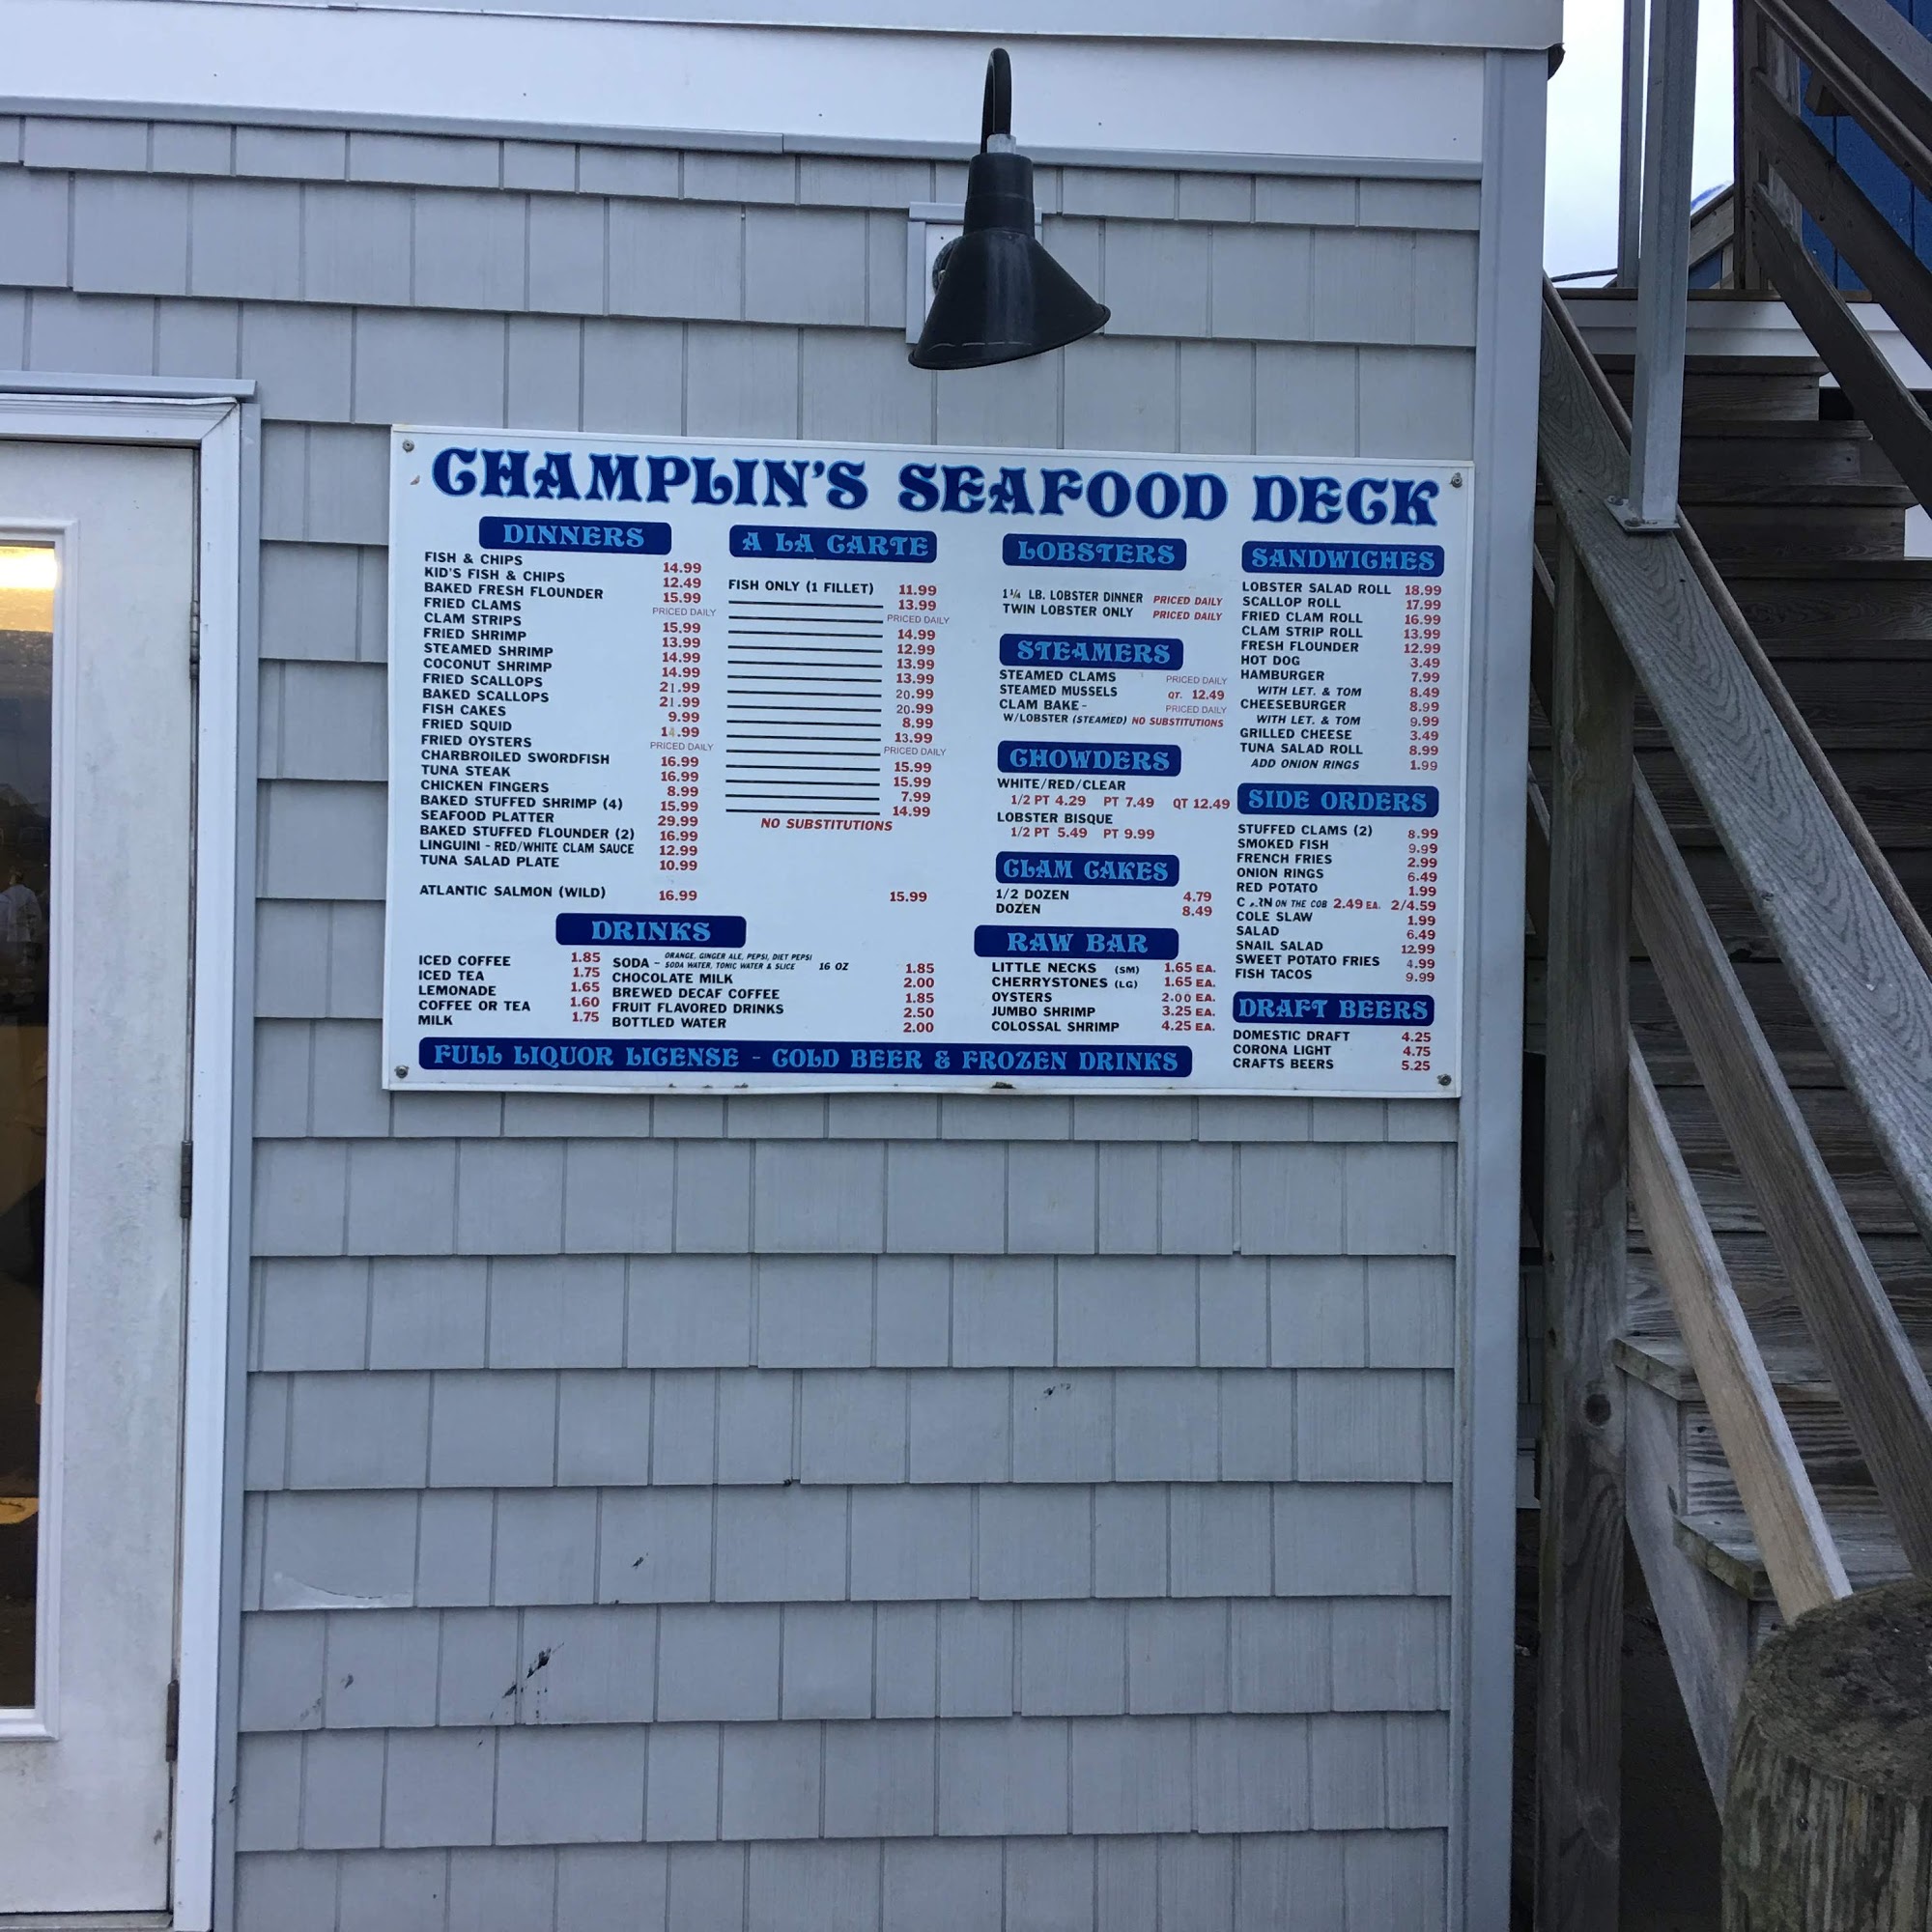 CHAMPLIN'S SEAFOOD DECK
DINNERS
FISH & CHIPS 14.99
KID'S FISH & CHIPS 12.49
BAKED FRESH FLOUNDER 15.99
FRIED CLAMS PRICED DAILY
CLAM STRIPS 15.99
FRIED SHRIMP 13.99
STEAMED SHRIMP 14.99
COCONUT SHRIMP 14.99
FRIED SCALLOPS 21.99
BAKED SCALLOPS 21.99
FISH CAKES 9.99
FRIED SQUID 14.99
FRIED OYSTERS PRICED DAILY
CHARBROILED SWORDFISH 16.99
TUNA STEAK 16.99
CHICKEN FINGERS 8.99
BAKED STUFFED SHRIMP (4) 15.99
SEAFOOD PLATTER 29.99
BAKED STUFFED FLOUNDER (2) 16.99
LINGUINI - RED/WHITE CLAM SAUCE 12.99
TUNA SALAD PLATE 10.99
ATLANTIC SALMON (WILD) 16.99 15.99
A LA CARTE
FISH ONLY (1 FILLET) 11.99
13.99
PRICED DAILY
14.99
12.99
13.99
13.99
20.99
20.99
8.99
13.99
PRICED DAILY
15.99
15.99
7.99
14.99
NO SUBSTITUTIONS
DRINKS
ICED COFFEE 1.85
ICED TEA 1.75
LEMONADE 1.65
COFFEE OR TEA 1.60
MILK 1.75
SODA - ORANGE, GINGER ALE, PEPSI, DIET PEPSI
SODA WATER, TONIC WATER & SLICE 16 OZ 1.85
CHOCOLATE MILK 2.00
BREWED DECAF COFFEE 1.85
FRUIT FLAVORED DRINKS 2.50
BOTTLED WATER 2.00
LOBSTERS
1¼ LB. LOBSTER DINNER PRICED DAILY
TWIN LOBSTER ONLY PRICED DAILY
STEAMERS
STEAMED CLAMS PRICED DAILY
STEAMED MUSSELS QT. 12.49
CLAM BAKE - PRICED DAILY
W/LOBSTER (STEAMED) NO SUBSTITUTIONS
CHOWDERS
WHITE/RED/CLEAR
1/2 PT 4.29 PT 7.49 QT 12.49
LOBSTER BISQUE
1/2 PT 5.49 PT 9.99
CLAM CAKES
1/2 DOZEN 4.79
DOZEN 8.49
RAW BAR
LITTLE NECKS (SM) 1.65 EA.
CHERRYSTONES (LG) 1.65 EA.
OYSTERS 2.00 EA.
JUMBO SHRIMP 3.25 EA.
COLOSSAL SHRIMP 4.25 EA.
SANDWICHES
LOBSTER SALAD ROLL 18.99
SCALLOP ROLL 17.99
FRIED CLAM ROLL 16.99
CLAM STRIP ROLL 13.99
FRESH FLOUNDER 12.99
HOT DOG 3.49
HAMBURGER 7.99
WITH LET. & TOM 8.49
CHEESEBURGER 8.99
WITH LET. & TOM 9.99
GRILLED CHEESE 3.49
TUNA SALAD ROLL 8.99
ADD ONION RINGS 1.99
SIDE ORDERS
STUFFED CLAMS (2) 8.99
SMOKED FISH 9.99
FRENCH FRIES 2.99
ONION RINGS 6.49
RED POTATO 1.99
ON THE COB 2.49 EA. 2/4.59
COLE SLAW 1.99
SALAD 6.49
SNAIL SALAD 12.99
SWEET POTATO FRIES 4.99
FISH TACOS 9.99
DRAFT BEERS
DOMESTIC DRAFT 4.25
CORONA LIGHT 4.75
CRAFTS BEERS 5.25
FULL LIQUOR LICENSE - COLD BEER & FROZEN DRINKS